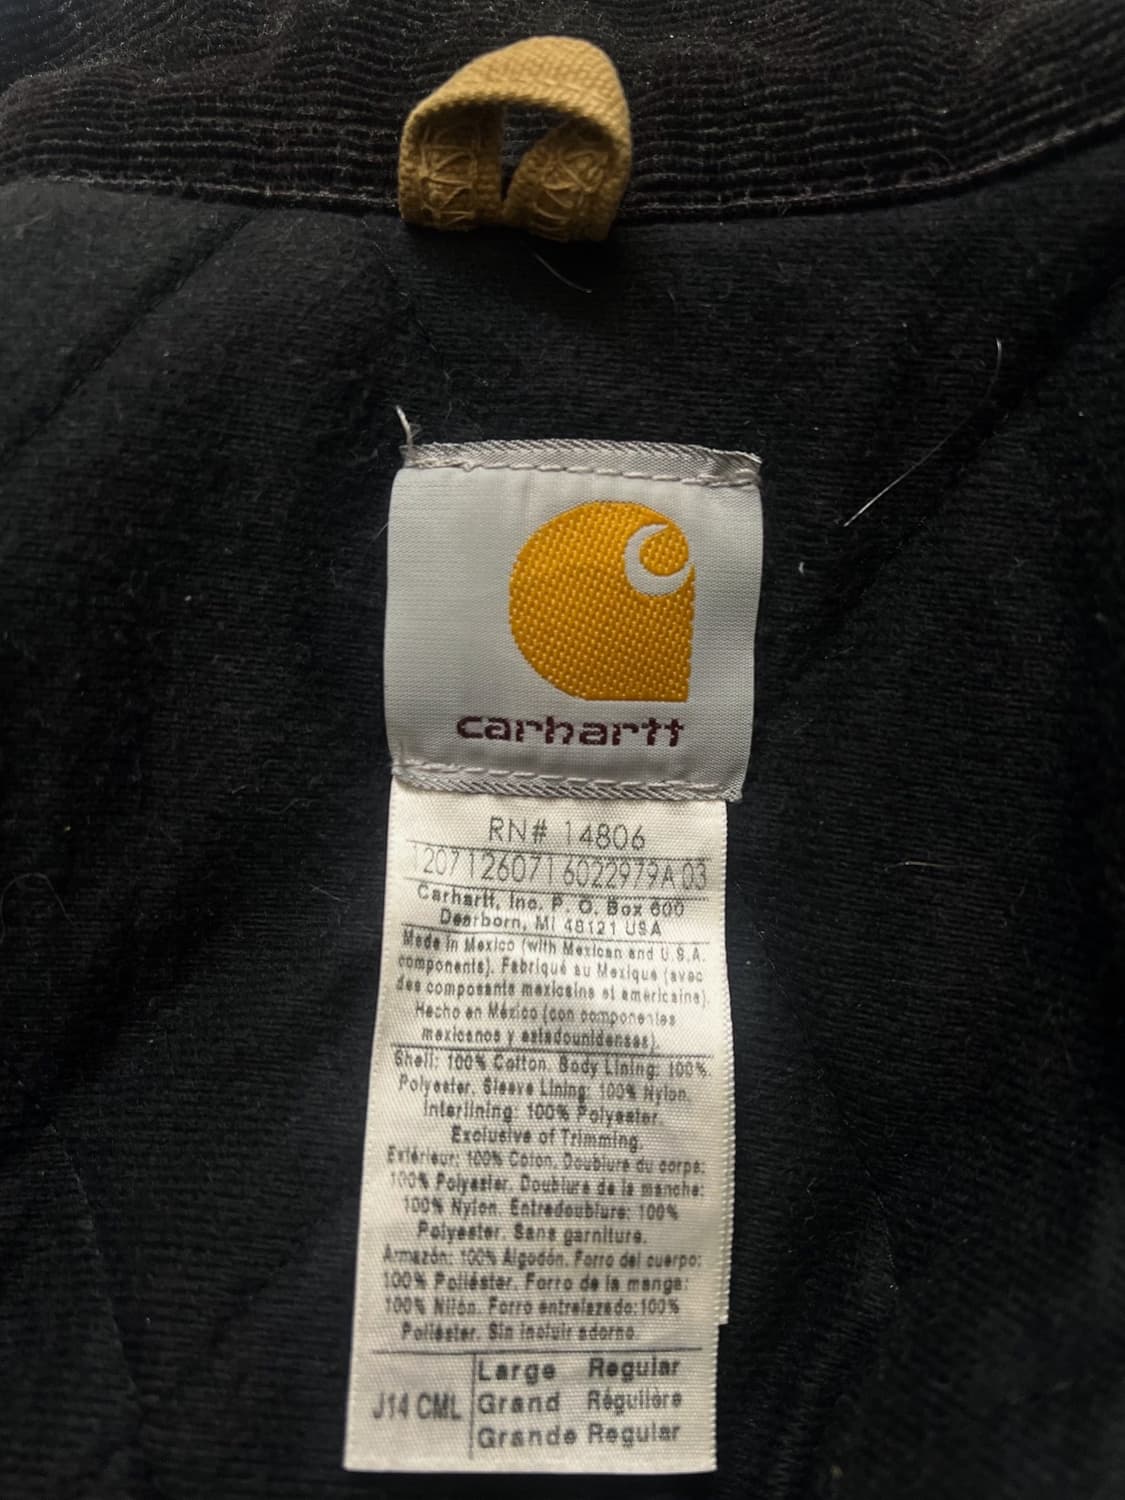 carhartt
RN# 14806
12071260716022979A 03
Carhartt, Inc. P. O. Box 600
Dearborn, MI 48121 USA
Made in Mexico (with Mexican and U.S.A.
components). Fabriqué au Mexique (avec
des composants mexicains et américains).
Hecho en México (con componentes
mexicanos y estadounidenses).
Shell: 100% Cotton. Body Lining: 100%
Polyester. Sleeve Lining: 100% Nylon.
Interlining: 100% Polyester.
Exclusive of Trimming.
Extérieur: 100% Coton. Doublure du corps:
100% Polyester. Doublure de la manche:
100% Nylon. Entredoublure: 100%
Polyester. Sans garniture.
Armazón: 100% Algodón. Forro del cuerpo:
100% Poliéster. Forro de la manga:
100% Nilón. Forro entrelazado:100%
Poliéster. Sin incluir adorno.
J14 CML
Large Regular
Grand Régulière
Grande Regular